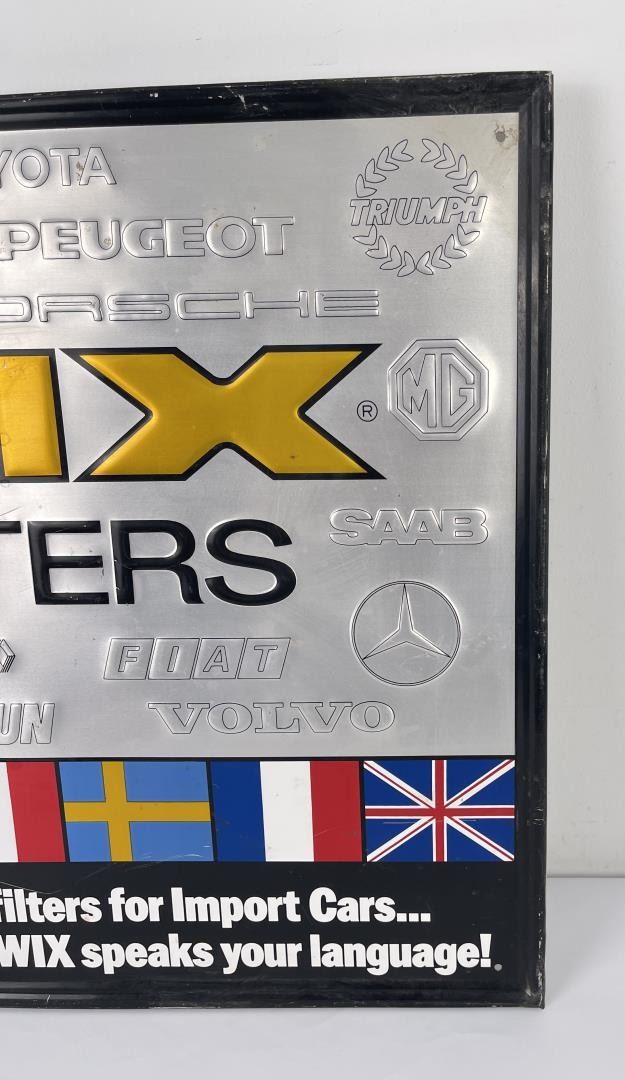 YOTA
TRIUMPH
PEUGEOT
ORSCHE
IX ®
MG
TERS
SAAB
FIAT
UN
VOLVO
filters for Import Cars...
WIX speaks your language!